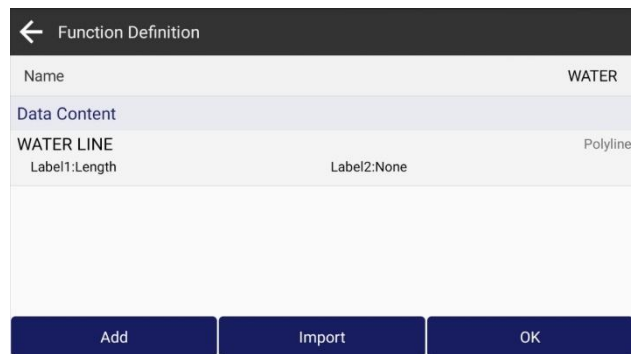 Function Definition
Name WATER
Data Content
WATER LINE Polyline
Label1:Length Label2:None
Add Import OK